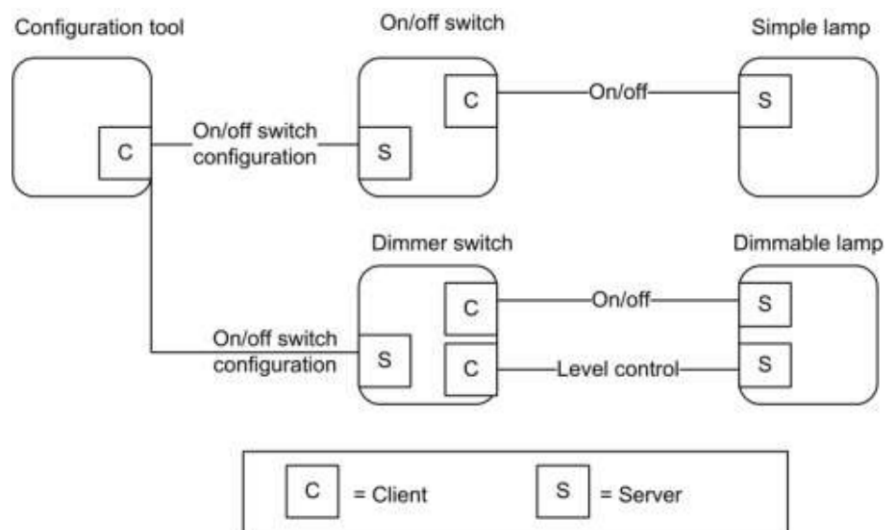 Configuration tool
On/off switch
Simple lamp
C
On/off
S
C
On/off switch
configuration
S
Dimmer switch
Dimmable lamp
C
On/off
S
On/off switch
configuration
S
C
Level control
S
C = Client
S = Server